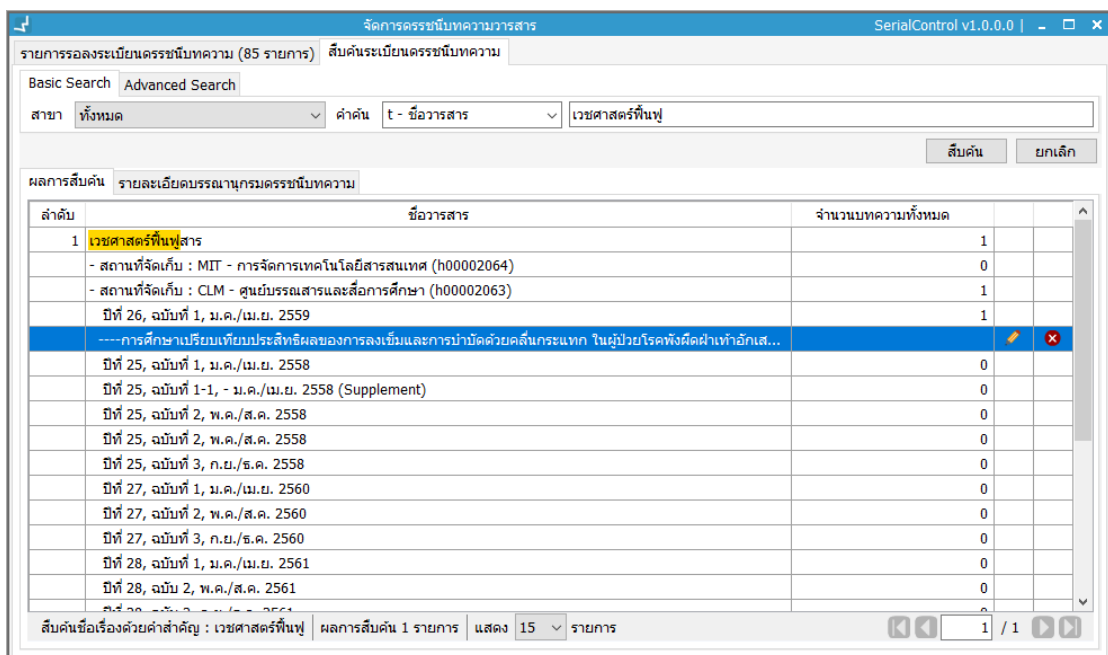 จัดการดรรชนีบทความวารสาร SerialControl v1.0.0.0 |
รายการรอลงระเบียนดรรชนีบทความ (85 รายการ) สืบค้นระเบียนดรรชนีบทความ
Basic Search Advanced Search
สาขา ทั้งหมด คำค้น t - ชื่อวารสาร เวชศาสตร์ฟื้นฟู
สืบค้น ยกเลิก
ผลการสืบค้น รายละเอียดบรรณานุกรมดรรชนีบทความ
ลำดับ ชื่อวารสาร จำนวนบทความทั้งหมด
1 เวชศาสตร์ฟื้นฟูสาร 1
- สถานที่จัดเก็บ : MIT - การจัดการเทคโนโลยีสารสนเทศ (h00002064) 0
- สถานที่จัดเก็บ : CLM - ศูนย์บรรณสารและสื่อการศึกษา (h00002063) 1
ปีที่ 26, ฉบับที่ 1, ม.ค./เม.ย. 2559 1
----การศึกษาเปรียบเทียบประสิทธิผลของการลงเข็มและการบำบัดด้วยคลื่นกระแทก ในผู้ป่วยโรคพังผืดฝ่าเท้าอักเส...
ปีที่ 25, ฉบับที่ 1, ม.ค./เม.ย. 2558 0
ปีที่ 25, ฉบับที่ 1-1, - ม.ค./เม.ย. 2558 (Supplement) 0
ปีที่ 25, ฉบับที่ 2, พ.ค./ส.ค. 2558 0
ปีที่ 25, ฉบับที่ 2, พ.ค./ส.ค. 2558 0
ปีที่ 25, ฉบับที่ 3, ก.ย./ธ.ค. 2558 0
ปีที่ 27, ฉบับที่ 1, ม.ค./เม.ย. 2560 0
ปีที่ 27, ฉบับที่ 2, พ.ค./ส.ค. 2560 0
ปีที่ 27, ฉบับที่ 3, ก.ย./ธ.ค. 2560 0
ปีที่ 28, ฉบับที่ 1, ม.ค./เม.ย. 2561 0
ปีที่ 28, ฉบับ 2, พ.ค./ส.ค. 2561 0
สืบค้นชื่อเรื่องด้วยคำสำคัญ : เวชศาสตร์ฟื้นฟู ผลการสืบค้น 1 รายการ แสดง 15 รายการ 1 / 1